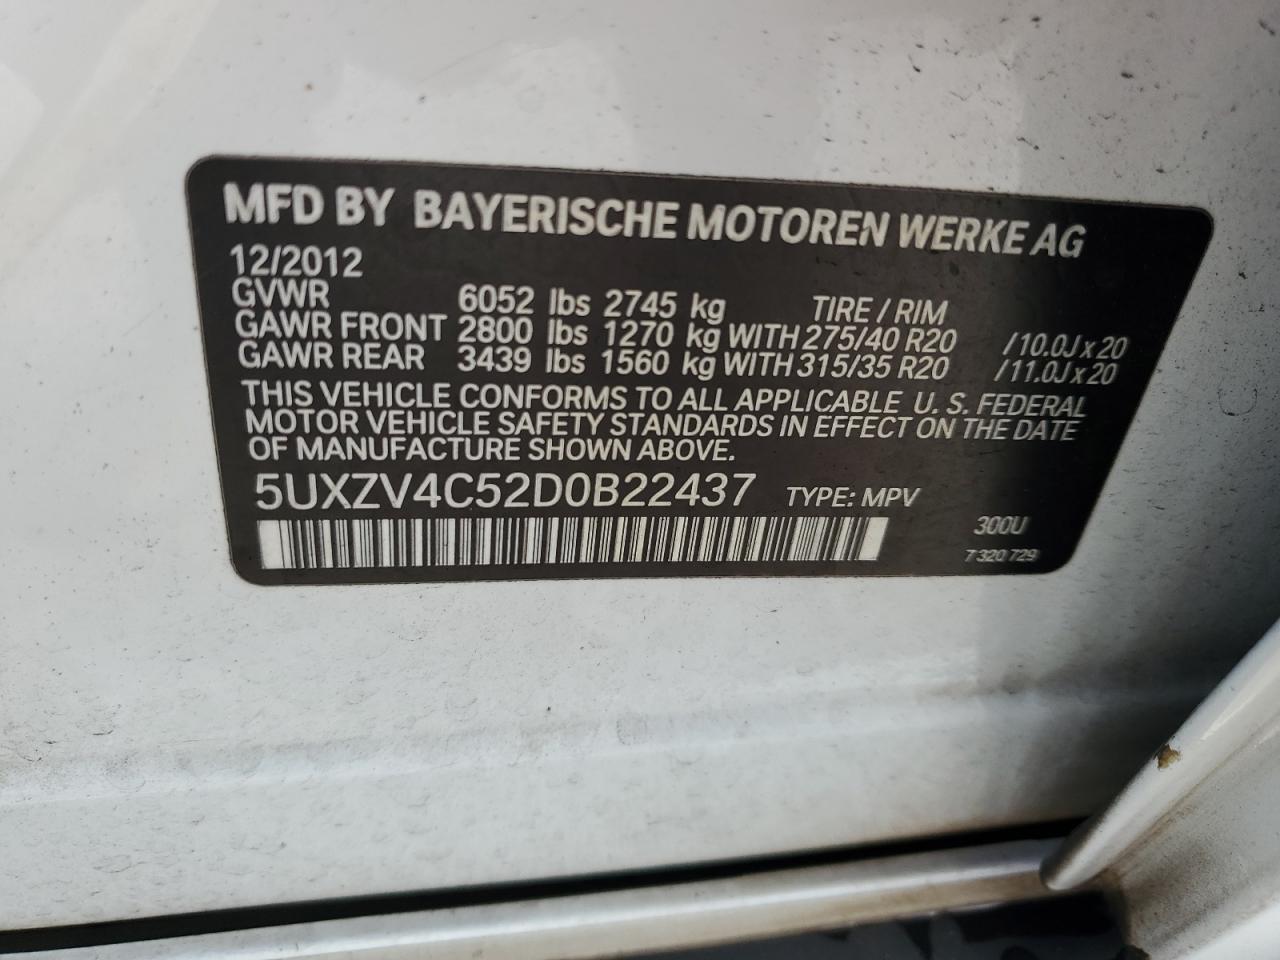 MFD BY BAYERISCHE MOTOREN WERKE AG
12/2012
GVWR 6052 lbs 2745 kg TIRE / RIM
GAWR FRONT 2800 lbs 1270 kg WITH 275/40 R20 /10.0J x 20
GAWR REAR 3439 lbs 1560 kg WITH 315/35 R20 /11.0J x 20
THIS VEHICLE CONFORMS TO ALL APPLICABLE U. S. FEDERAL
MOTOR VEHICLE SAFETY STANDARDS IN EFFECT ON THE DATE
OF MANUFACTURE SHOWN ABOVE.
5UXZV4C52D0B22437 TYPE: MPV
300U
7 320 729